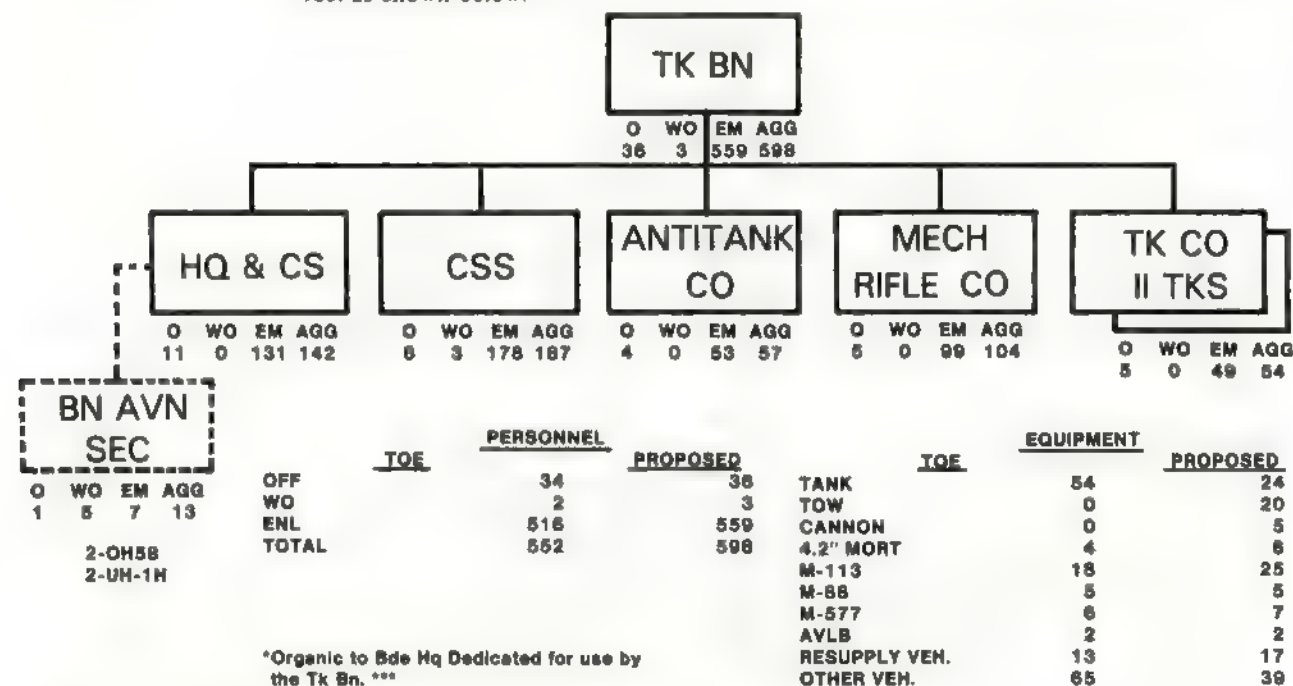 TK BN
O WO EM AGG
36 3 559 598
HQ & CS
O WO EM AGG
11 0 131 142
CSS
O WO EM AGG
6 3 178 187
ANTITANK
CO
O WO EM AGG
4 0 53 57
MECH
RIFLE CO
O WO EM AGG
5 0 99 104
TK CO
II TKS
O WO EM AGG
5 0 49 54
BN AVN
SEC
O WO EM AGG
1 5 7 13
2-OH58
2-UH-1H
PERSONNEL
TOE PROPOSED
OFF 34 36
WO 2 3
ENL 516 559
TOTAL 552 598
*Organic to Bde Hq Dedicated for use by
the Tk Bn. ***
EQUIPMENT
TOE PROPOSED
TANK 54 24
TOW 0 20
CANNON 0 5
4.2" MORT 4 6
M-113 18 25
M-88 5 5
M-577 6 7
AVLB 2 2
RESUPPLY VEH. 13 17
OTHER VEH. 65 39